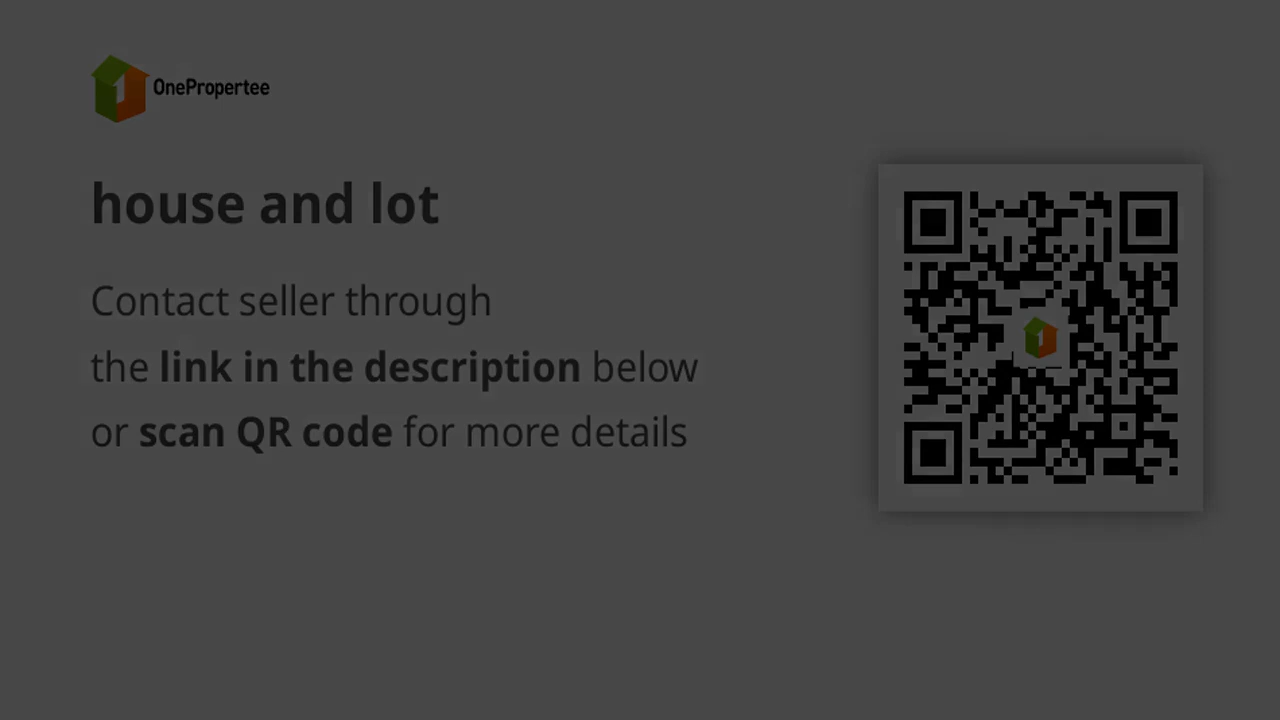 OnePropertee
house and lot
Contact seller through
the link in the description below
or scan QR code for more details